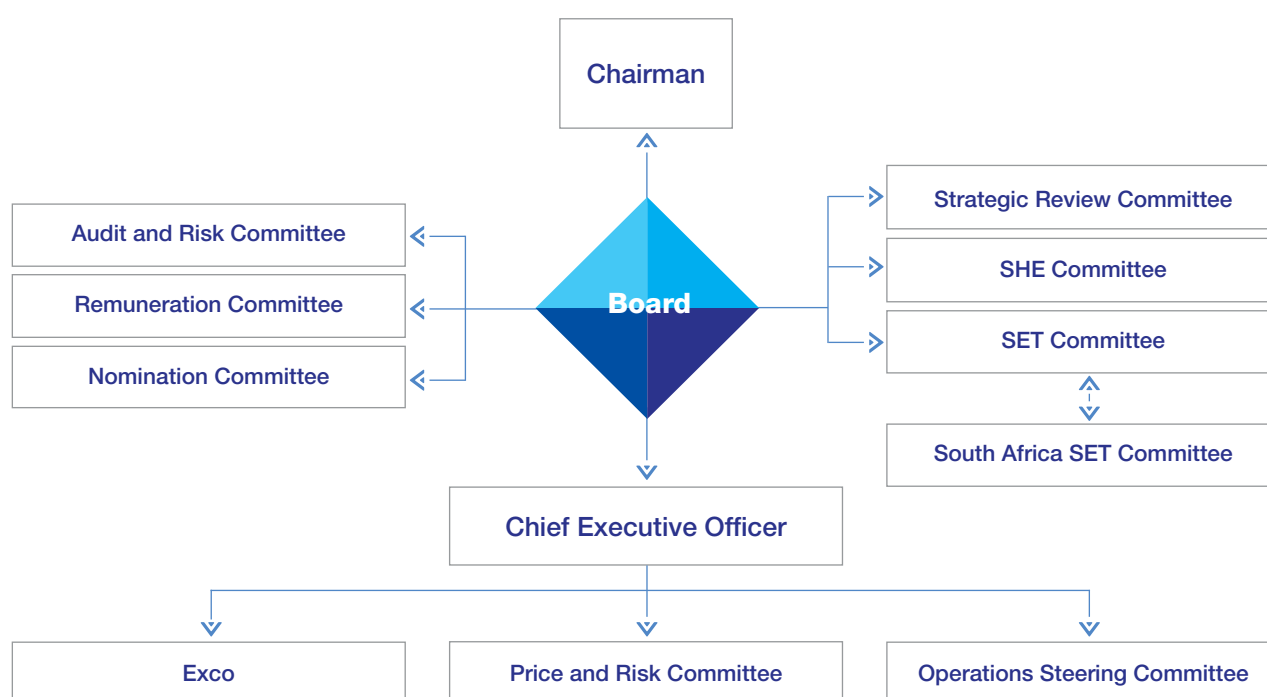 Chairman
Audit and Risk Committee
Remuneration Committee
Nomination Committee
Board
Strategic Review Committee
SHE Committee
SET Committee
South Africa SET Committee
Chief Executive Officer
Exco
Price and Risk Committee
Operations Steering Committee